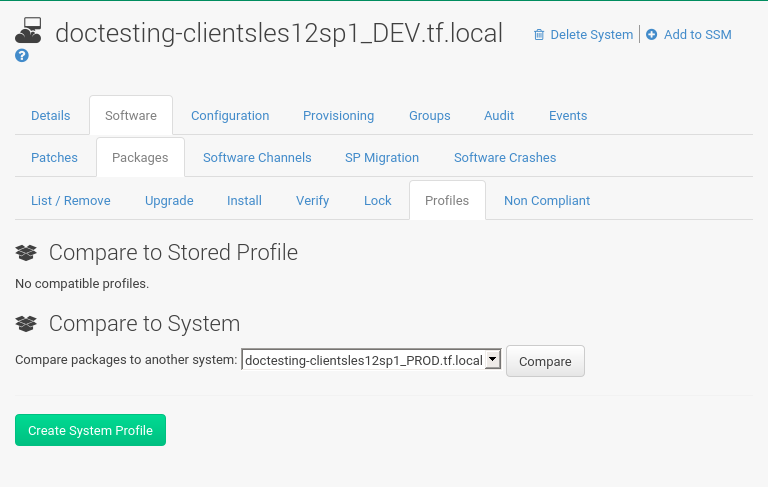 doctesting-clientsles12sp1_DEV.tf.local
Delete System Add to SSM
Details Software Configuration Provisioning Groups Audit Events
Patches Packages Software Channels SP Migration Software Crashes
List / Remove Upgrade Install Verify Lock Profiles Non Compliant
Compare to Stored Profile
No compatible profiles.
Compare to System
Compare packages to another system: doctesting-clientsles12sp1_PROD.tf.local Compare
Create System Profile